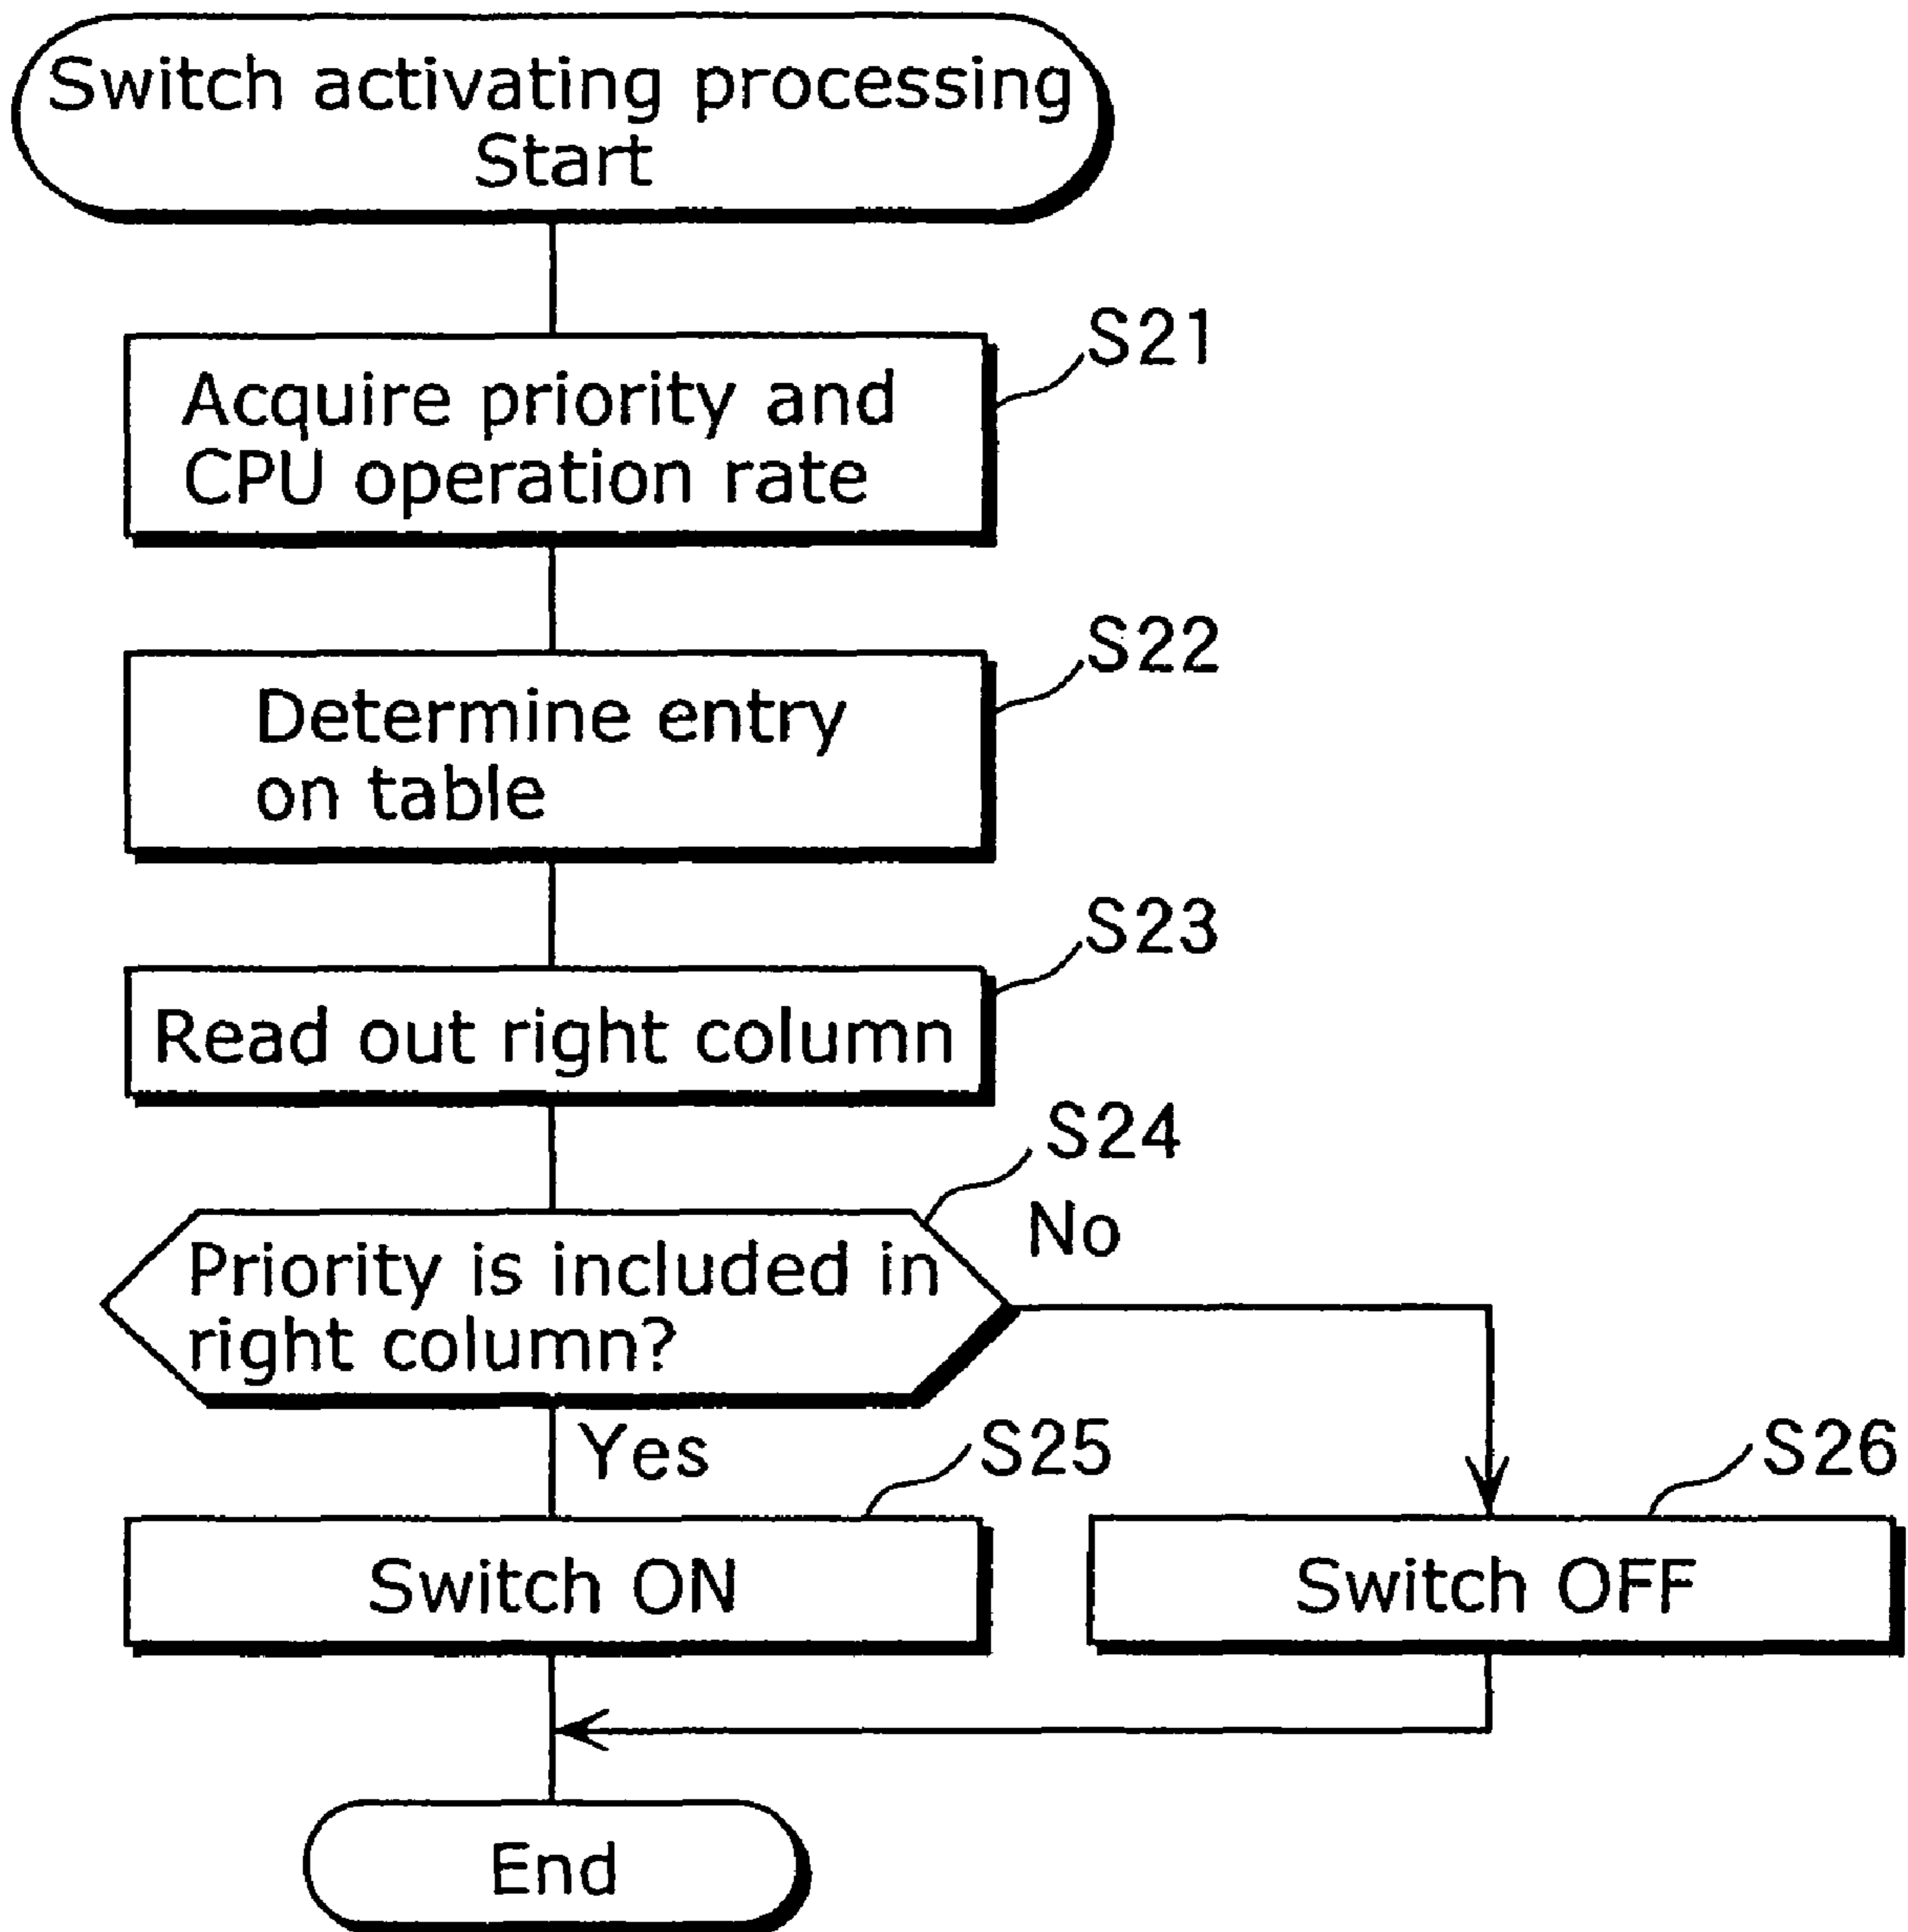 Switch activating processing
Start
S21
Acquire priority and
CPU operation rate
S22
Determine entry
on table
S23
Read out right column
S24
No
Priority is included in
right column?
Yes
S25
S26
Switch ON
Switch OFF
End